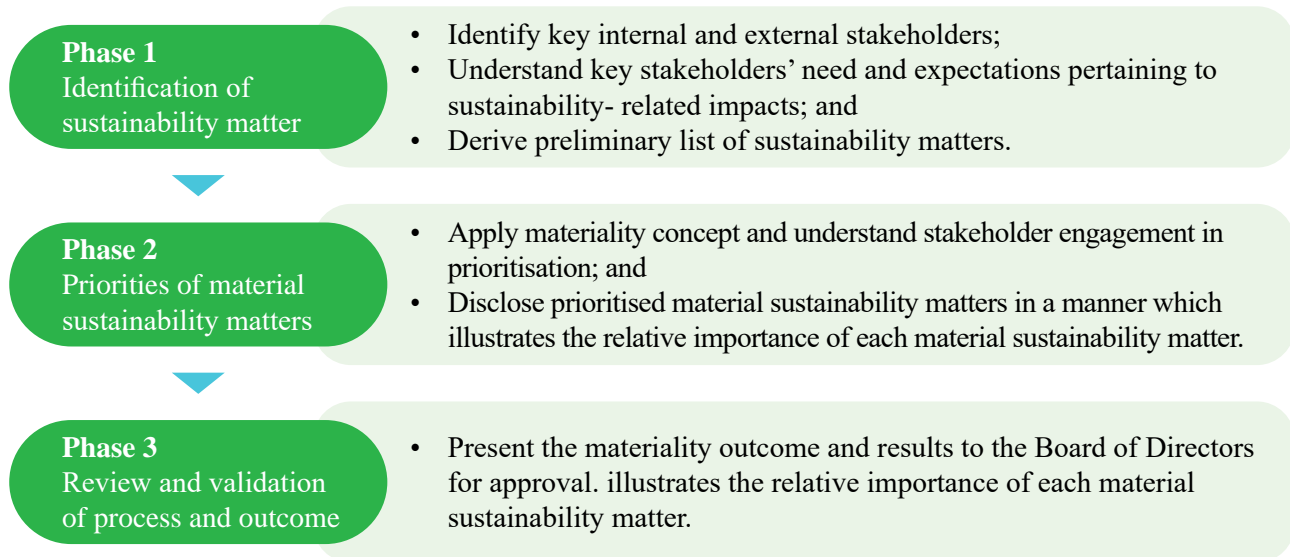 Phase 1
Identification of
sustainability matter
• Identify key internal and external stakeholders;
• Understand key stakeholders’ need and expectations pertaining to
sustainability- related impacts; and
• Derive preliminary list of sustainability matters.
Phase 2
Priorities of material
sustainability matters
• Apply materiality concept and understand stakeholder engagement in
prioritisation; and
• Disclose prioritised material sustainability matters in a manner which
illustrates the relative importance of each material sustainability matter.
Phase 3
Review and validation
of process and outcome
• Present the materiality outcome and results to the Board of Directors
for approval. illustrates the relative importance of each material
sustainability matter.